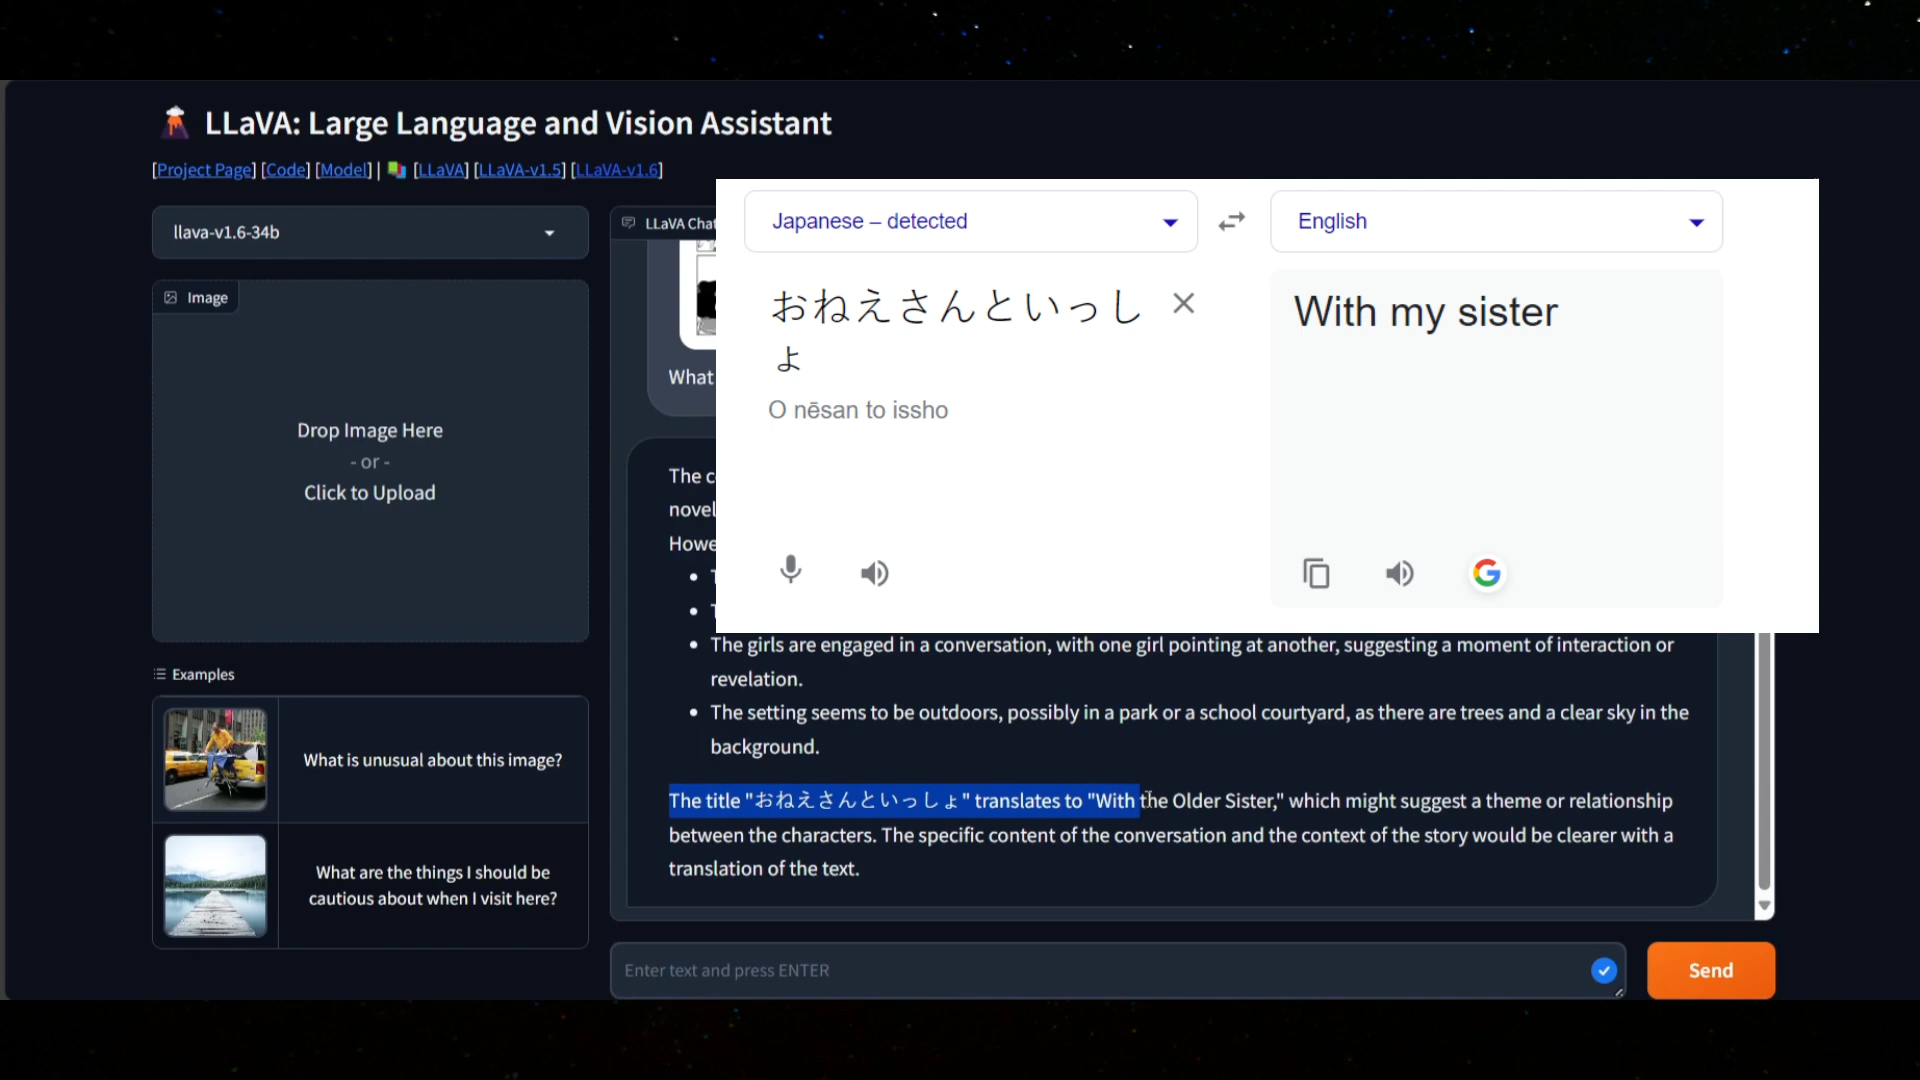 LLaVA: Large Language and Vision Assistant
[Project Page] [Code] [Model] | [LLaVA] [LLaVA-v1.5] [LLaVA-v1.6]
llava-v1.6-34b
Image
Drop Image Here
- or -
Click to Upload
Examples
What is unusual about this image?
What are the things I should be
cautious about when I visit here?
LLaVA Chat
What
Japanese – detected
English
おねえさんといっし
ょ
O nēsan to issho
With my sister
The
novel
The girls are engaged in a conversation, with one girl pointing at another, suggesting a moment of interaction or
revelation.
The setting seems to be outdoors, possibly in a park or a school courtyard, as there are trees and a clear sky in the
background.
The title "おねえさんといっしょ" translates to "With the Older Sister," which might suggest a theme or relationship
between the characters. The specific content of the conversation and the context of the story would be clearer with a
translation of the text.
Enter text and press ENTER
Send